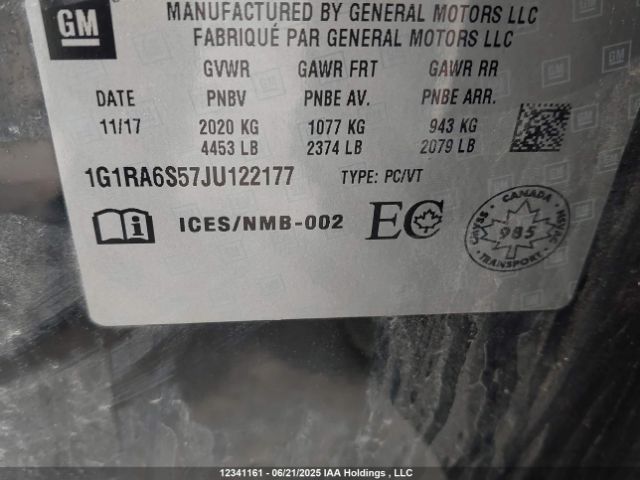 GM
MANUFACTURED BY GENERAL MOTORS LLC
FABRIQUÉ PAR GENERAL MOTORS LLC
GVWR GAWR FRT GAWR RR
DATE PNBV PNBE AV. PNBE ARR.
11/17 2020 KG 1077 KG 943 KG
4453 LB 2374 LB 2079 LB
1G1RA6S57JU122177 TYPE: PC/VT
ICES/NMB-002 EC
CANADA
985
TRANSPORT
12341161 - 06/21/2025 IAA Holdings , LLC